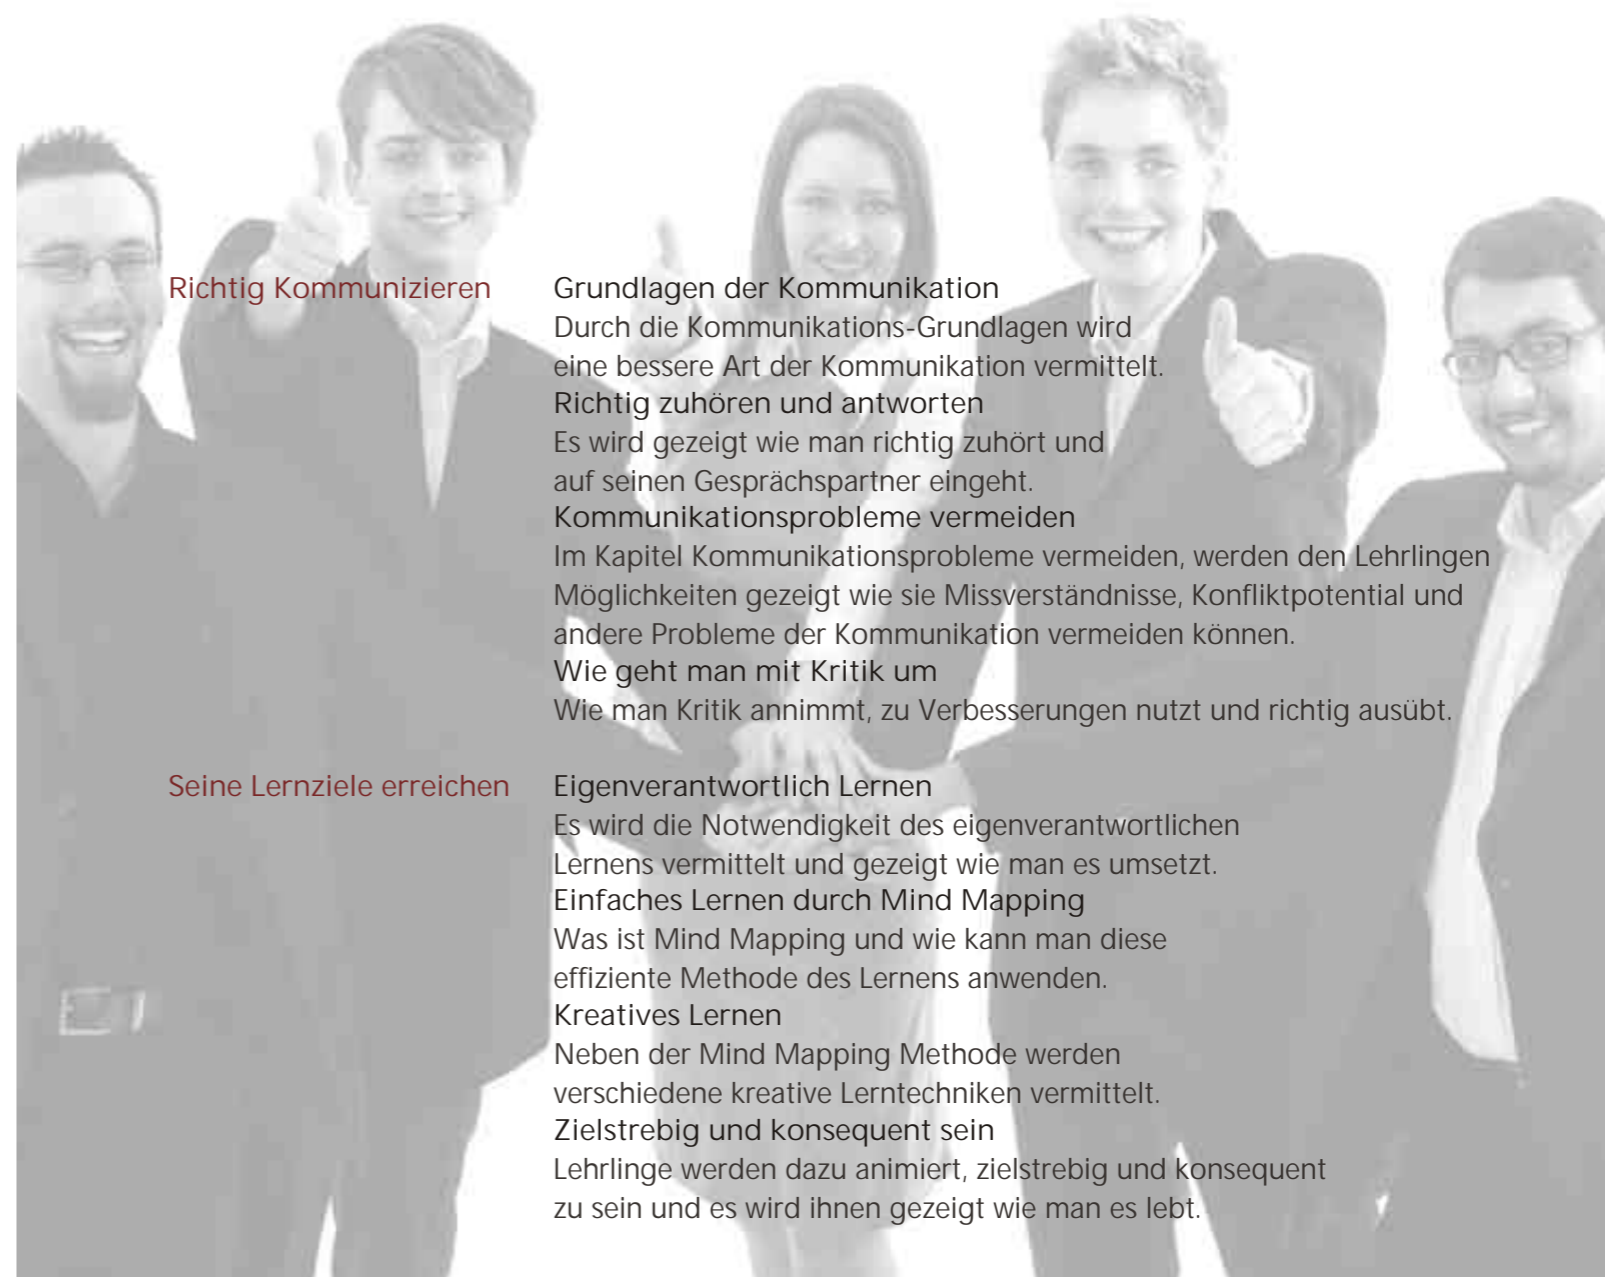 Richtig Kommunizieren
Grundlagen der Kommunikation
Durch die Kommunikations-Grundlagen wird
eine bessere Art der Kommunikation vermittelt.
Richtig zuhören und antworten
Es wird gezeigt wie man richtig zuhört und
auf seinen Gesprächspartner eingeht.
Kommunikationsprobleme vermeiden
Im Kapitel Kommunikationsprobleme vermeiden, werden den Lehrlingen
Möglichkeiten gezeigt wie sie Missverständnisse, Konfliktpotential und
andere Probleme der Kommunikation vermeiden können.
Wie geht man mit Kritik um
Wie man Kritik annimmt, zu Verbesserungen nutzt und richtig ausübt.
Seine Lernziele erreichen
Eigenverantwortlich Lernen
Es wird die Notwendigkeit des eigenverantwortlichen
Lernens vermittelt und gezeigt wie man es umsetzt.
Einfaches Lernen durch Mind Mapping
Was ist Mind Mapping und wie kann man diese
effiziente Methode des Lernens anwenden.
Kreatives Lernen
Neben der Mind Mapping Methode werden
verschiedene kreative Lerntechniken vermittelt.
Zielstrebig und konsequent sein
Lehrlinge werden dazu animiert, zielstrebig und konsequent
zu sein und es wird ihnen gezeigt wie man es lebt.